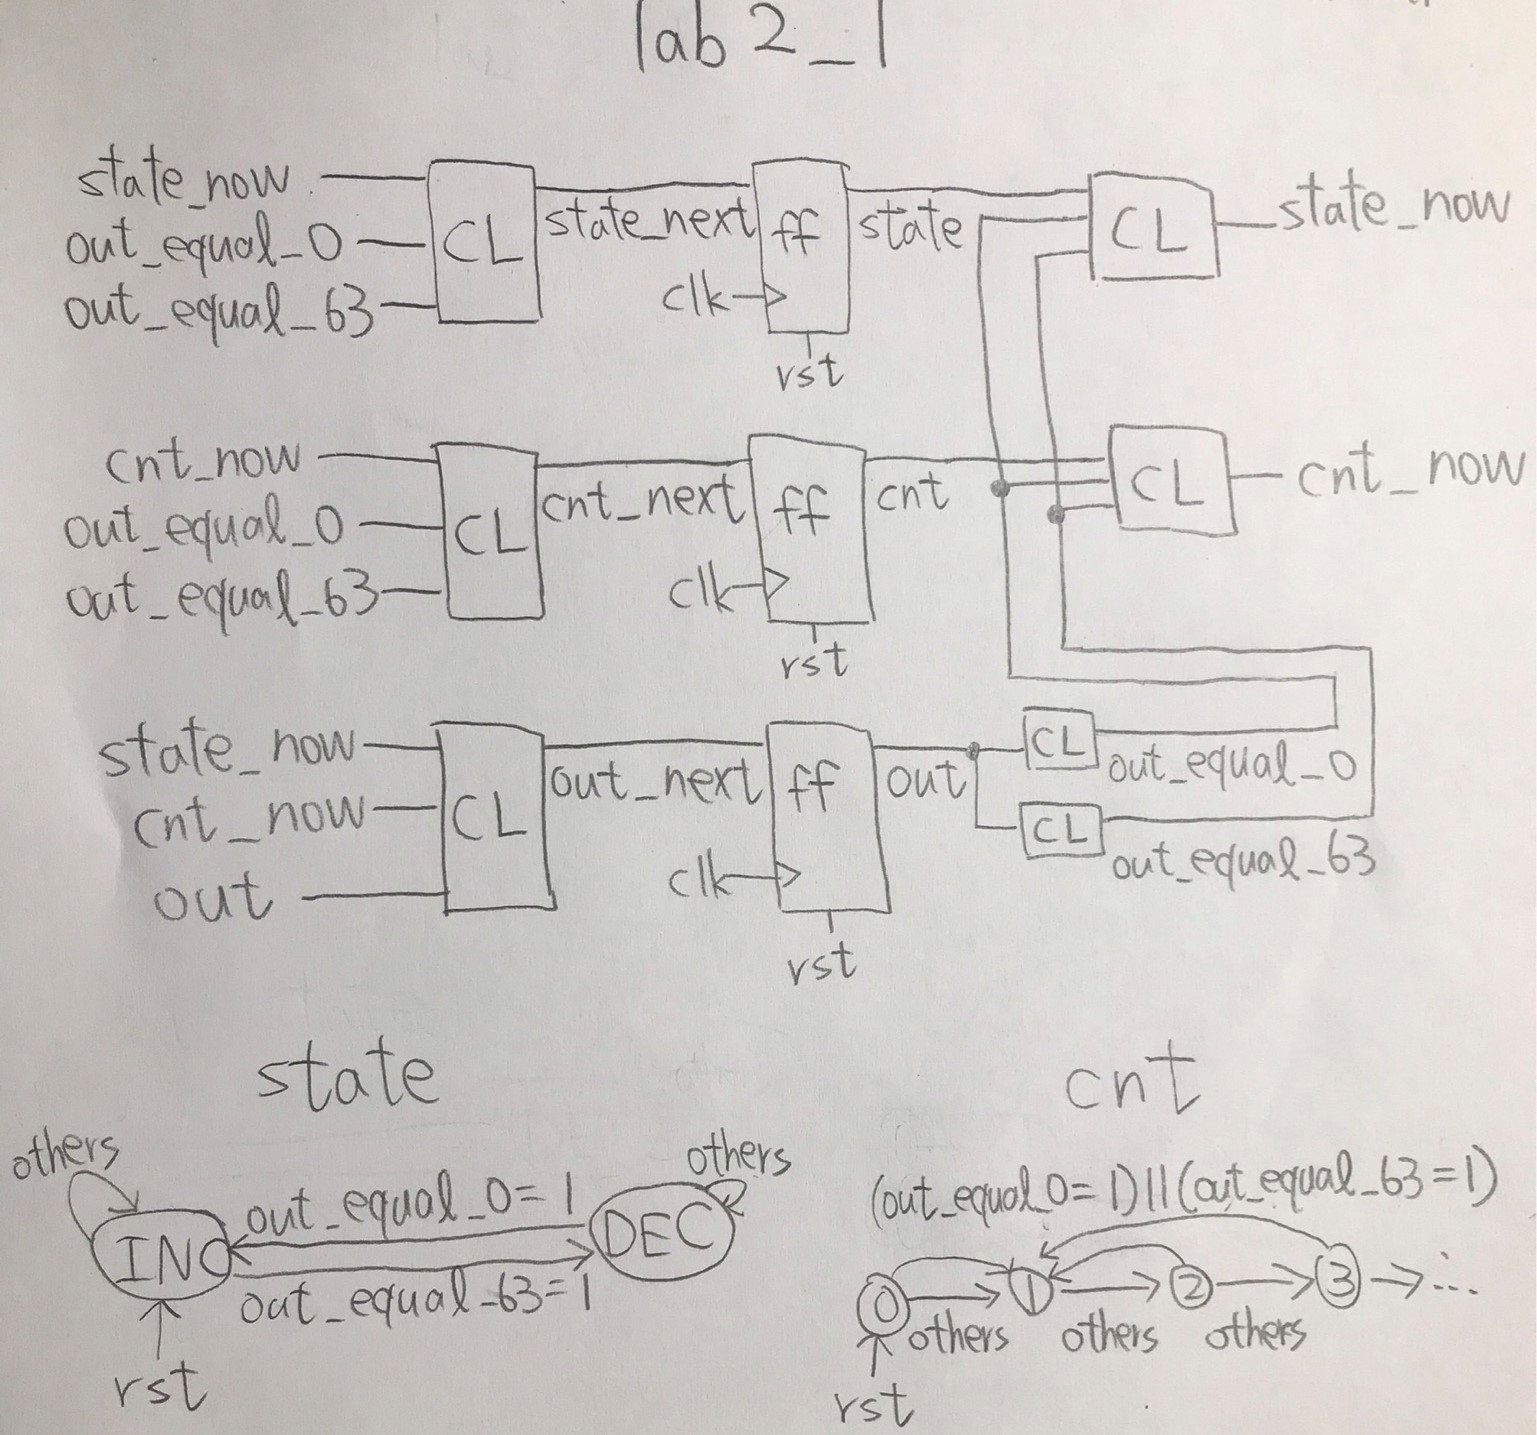 lab 2_1
state_now
out_equal_0
out_equal_63
CL
state_next
ff
clk
rst
state
CL
state_now
cnt_now
out_equal_0
out_equal_63
CL
cnt_next
ff
clk
rst
cnt
CL
cnt_now
state_now
cnt_now
out
CL
out_next
ff
clk
rst
out
CL
out_equal_0
CL
out_equal_63
state
others
INC
out_equal_0=1
out_equal_63=1
DEC
others
rst
cnt
(out_equal_0=1)||(out_equal_63=1)
0
others
1
others
2
others
3
...
rst